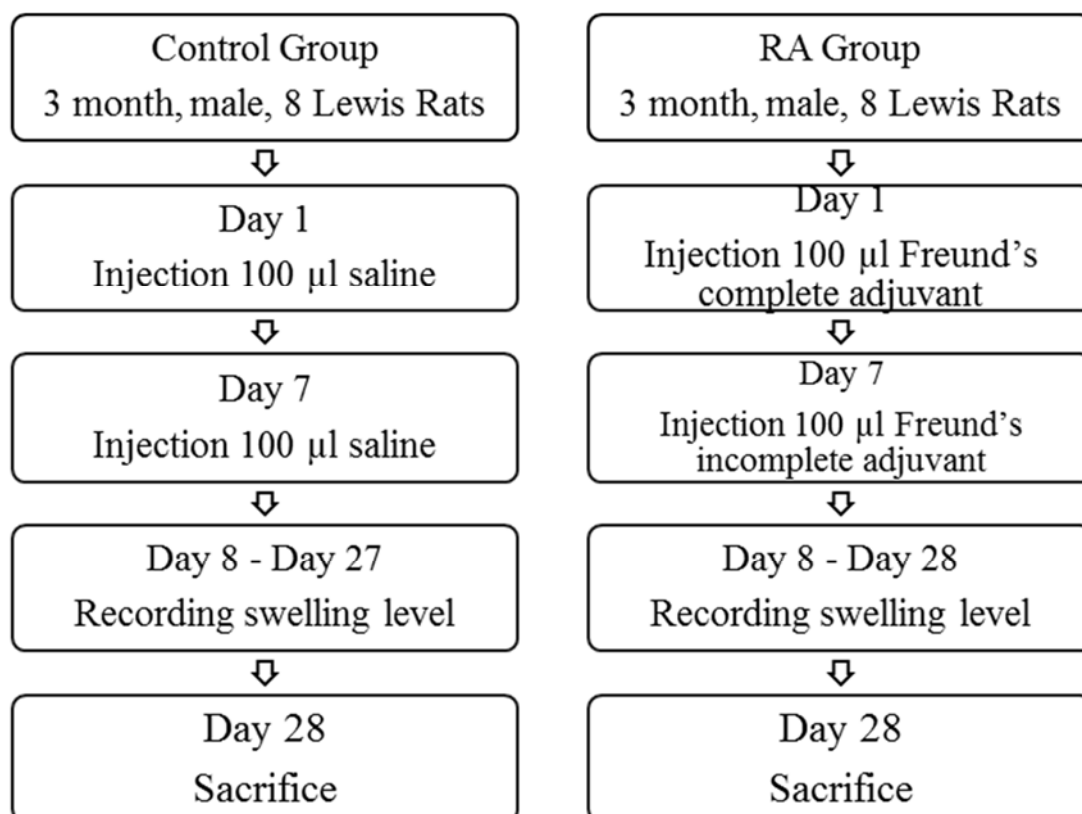 Control Group
3 month, male, 8 Lewis Rats
Day 1
Injection 100 µl saline
Day 7
Injection 100 µl saline
Day 8 - Day 27
Recording swelling level
Day 28
Sacrifice
RA Group
3 month, male, 8 Lewis Rats
Day 1
Injection 100 µl Freund's
complete adjuvant
Day 7
Injection 100 µl Freund's
incomplete adjuvant
Day 8 - Day 28
Recording swelling level
Day 28
Sacrifice